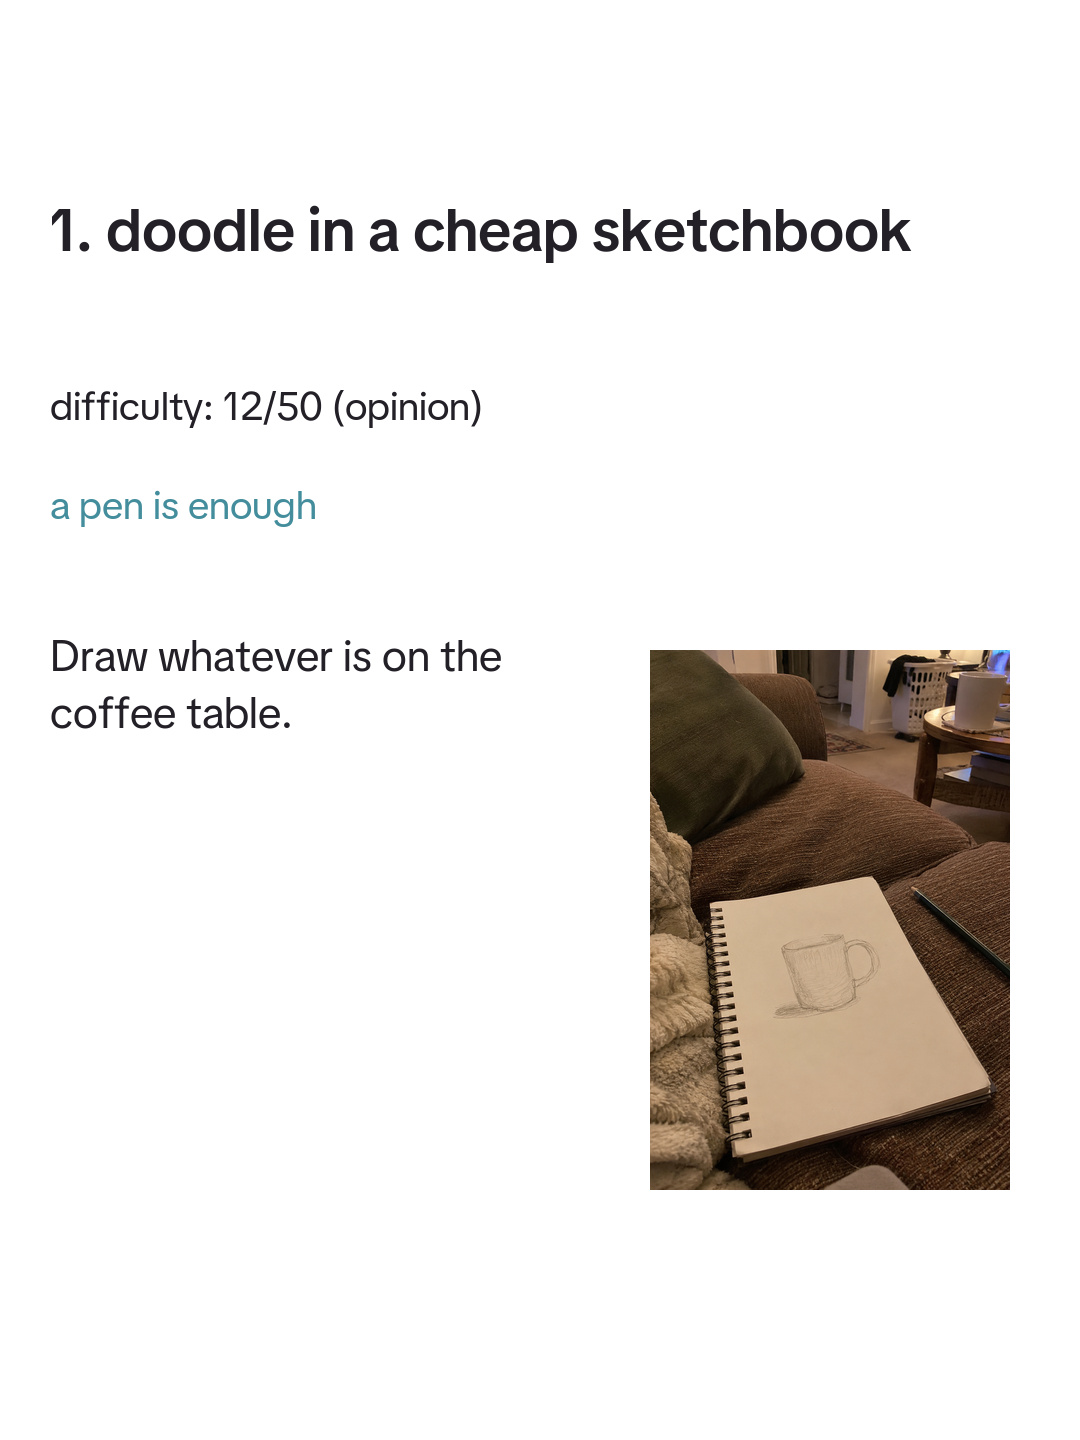 1. doodle in a cheap sketchbook
difficulty: 12/50 (opinion)
a pen is enough
Draw whatever is on the
coffee table.